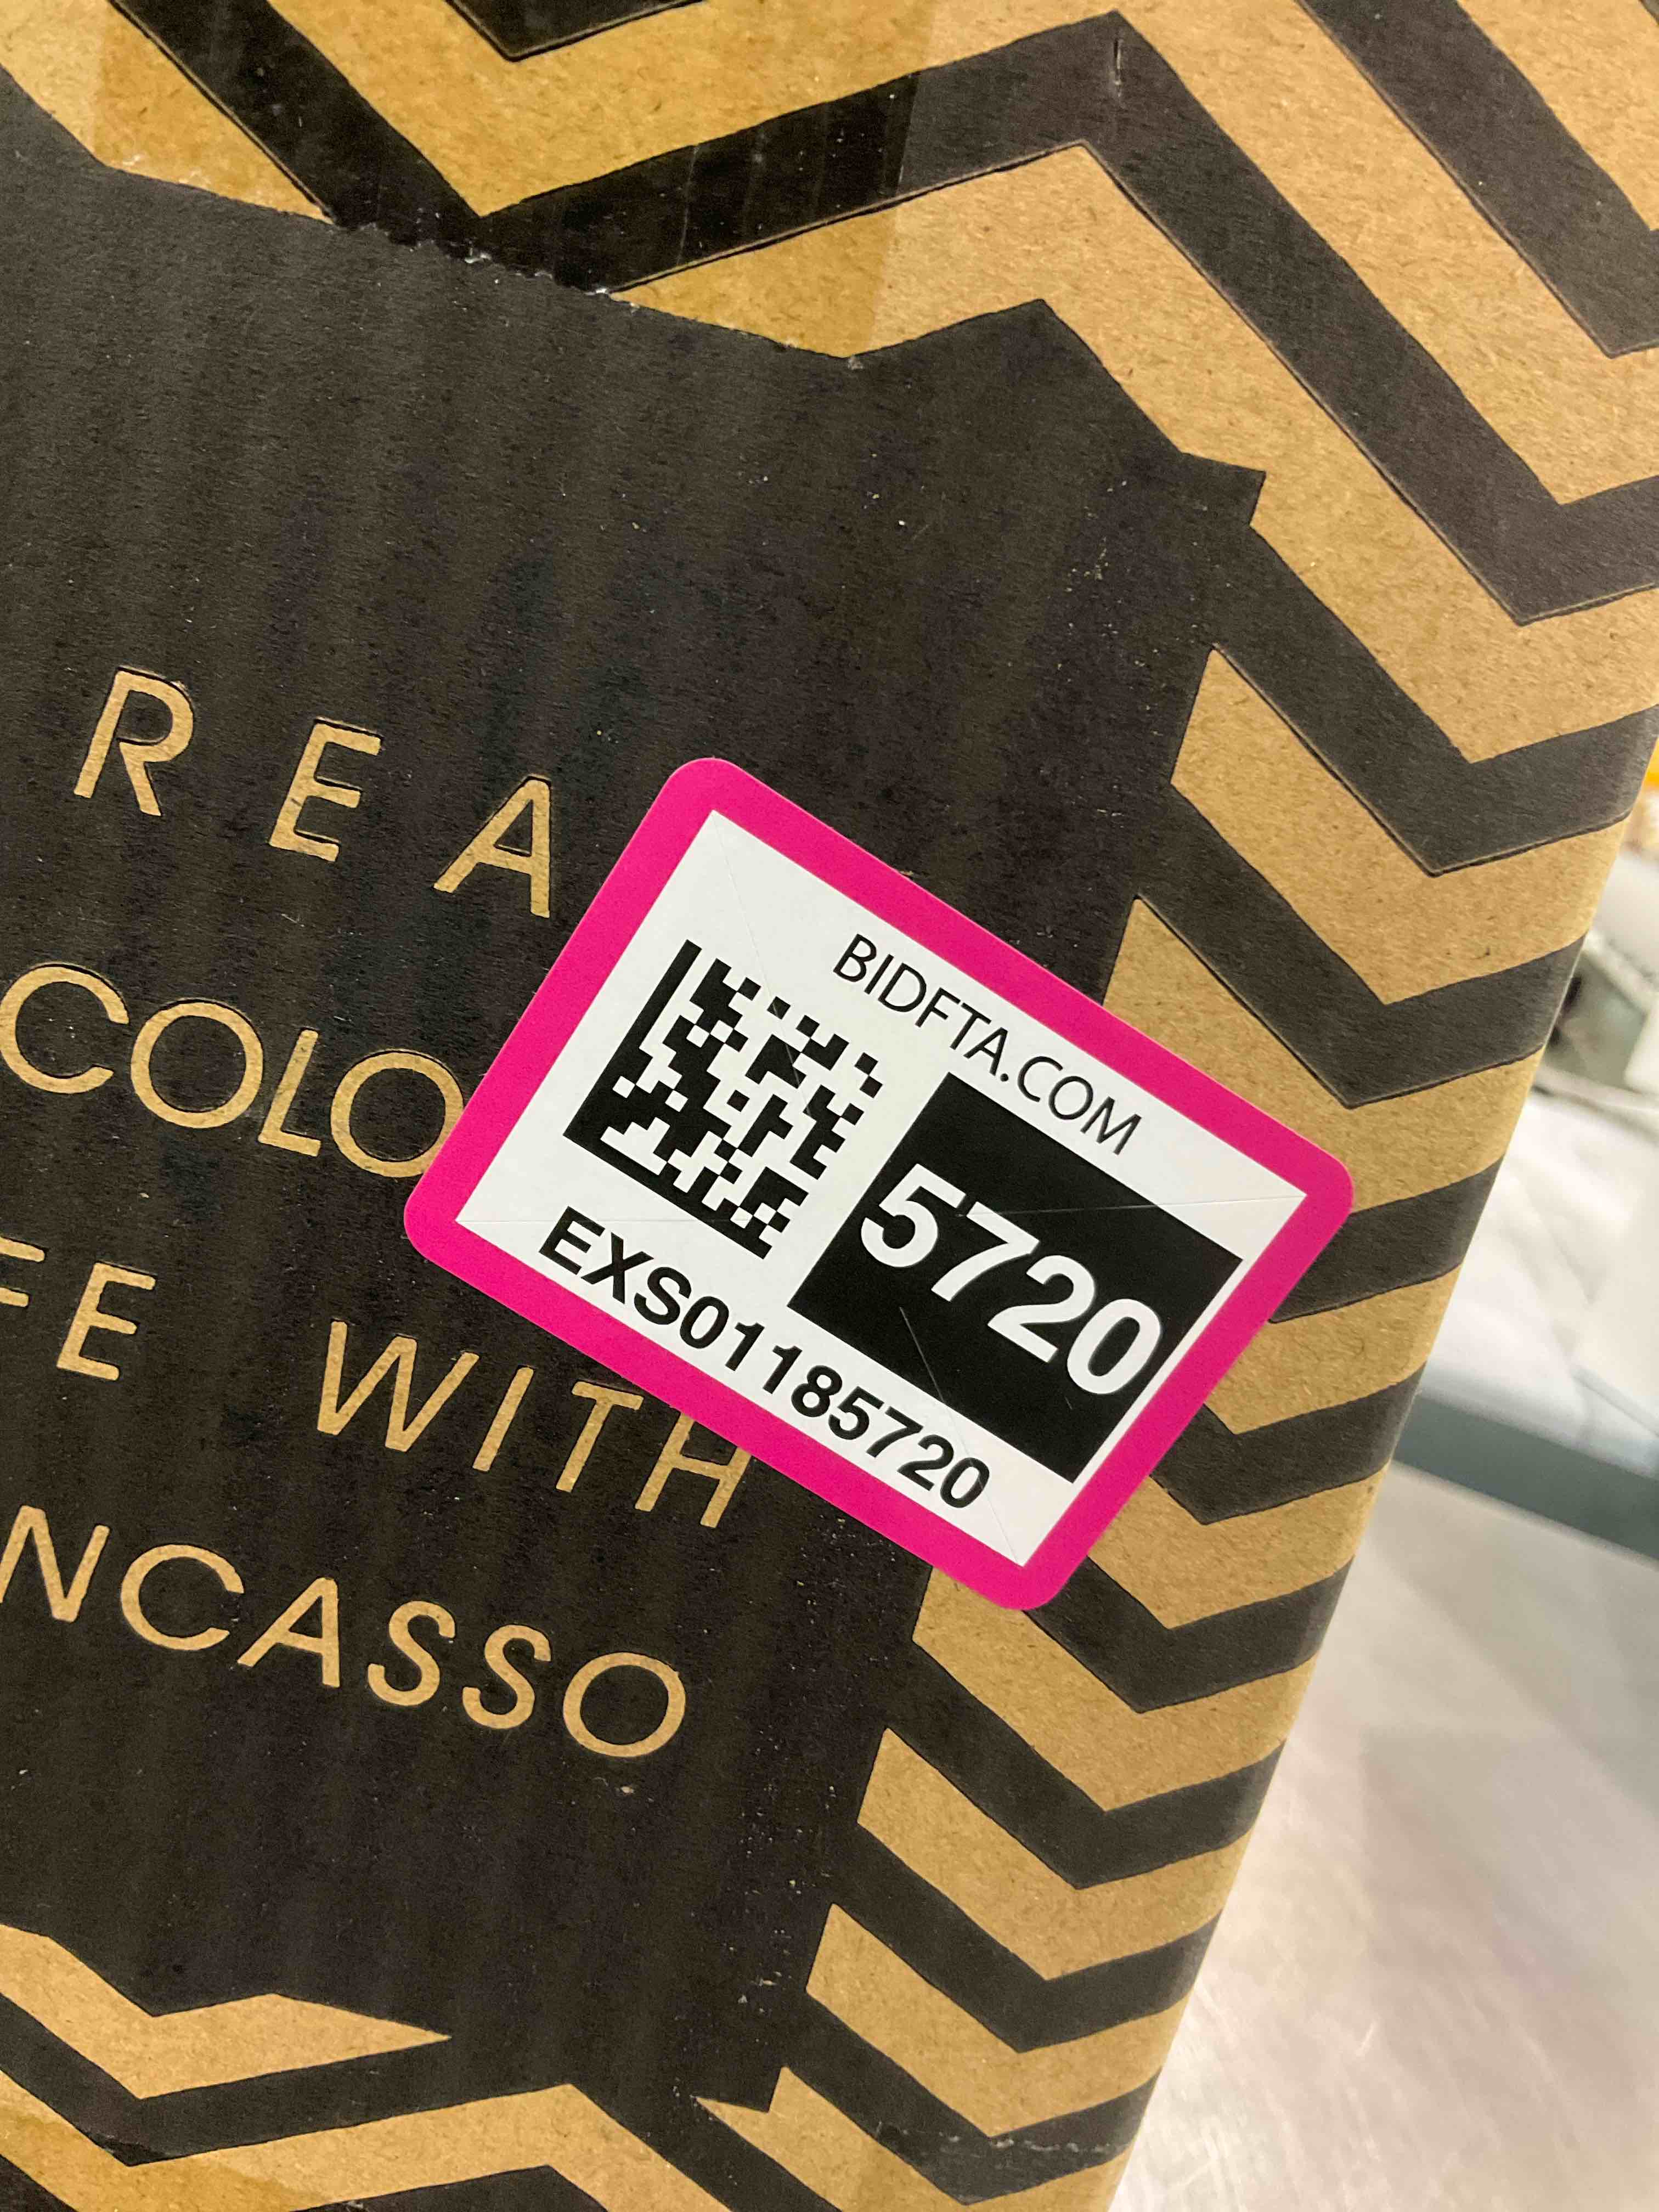 REA
COLO
FE WITH
NCASSO
BIDFTA.COM
5720
EXS01185720